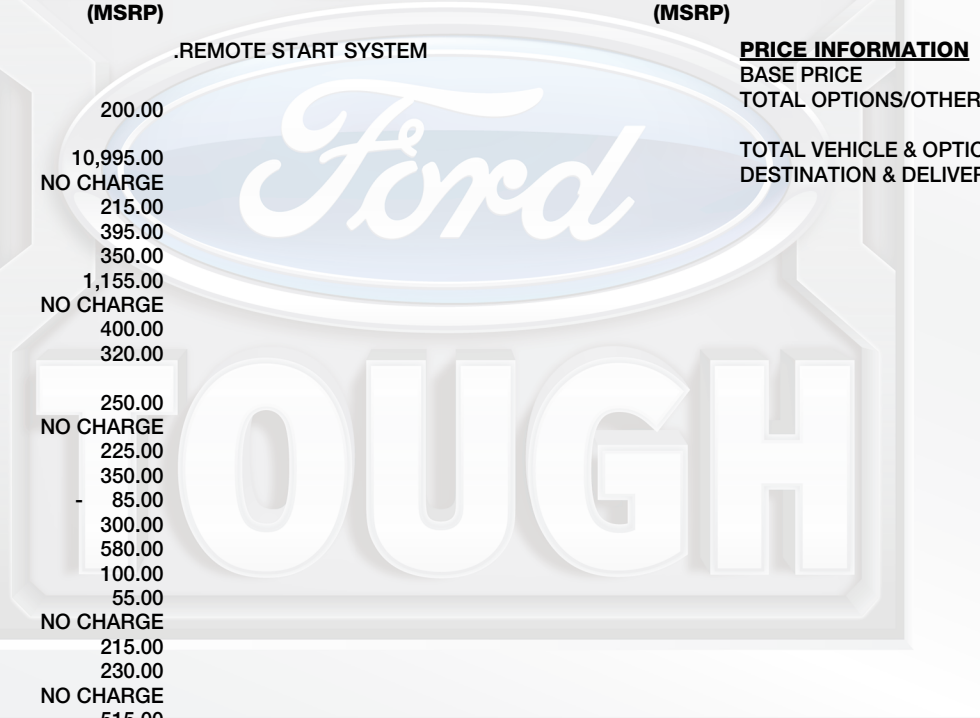 (MSRP)
(MSRP)
.REMOTE START SYSTEM
200.00
10,995.00
NO CHARGE
215.00
395.00
350.00
1,155.00
NO CHARGE
400.00
320.00
250.00
NO CHARGE
225.00
350.00
- 85.00
300.00
580.00
100.00
55.00
NO CHARGE
215.00
230.00
NO CHARGE
515.00
PRICE INFORMATION
BASE PRICE
TOTAL OPTIONS/OTHER
TOTAL VEHICLE & OPTIO
DESTINATION & DELIVER
Ford
TOUGH